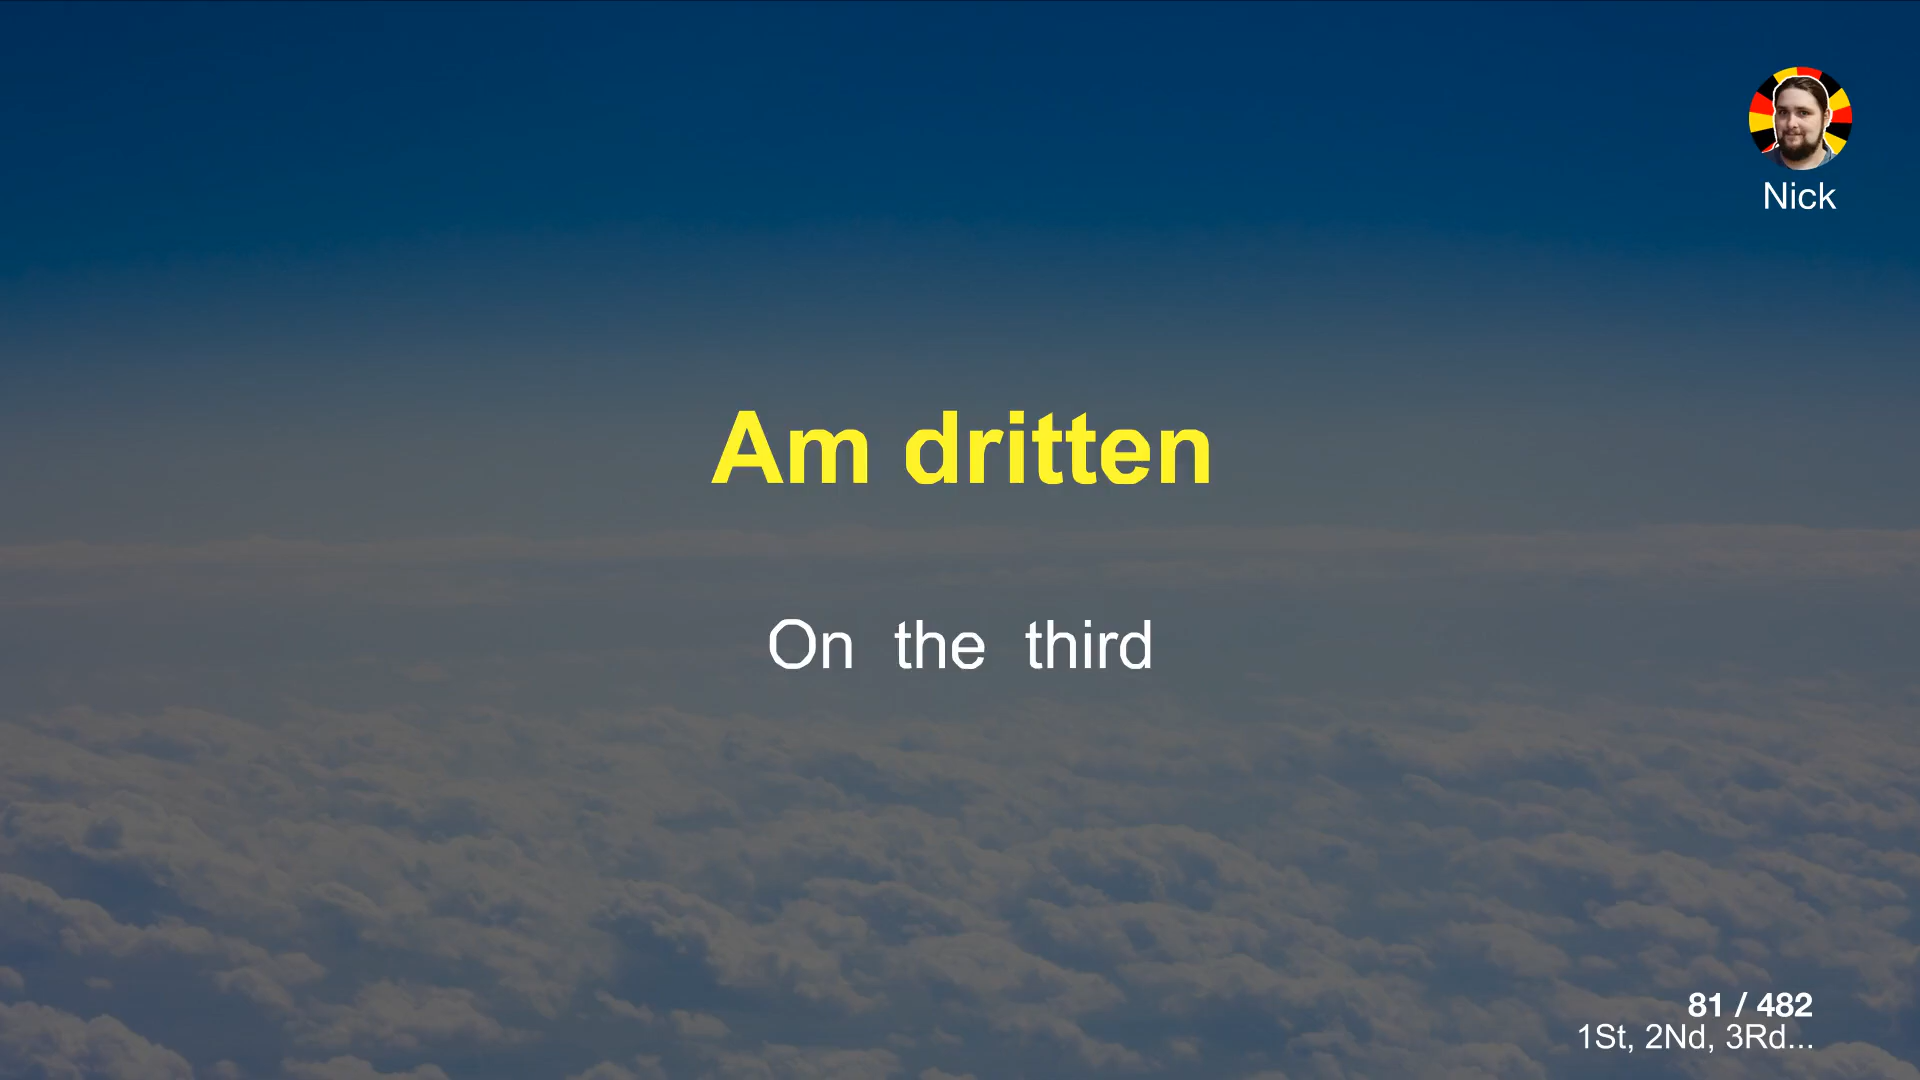 Nick
Am dritten
On the third
81 / 482
1St, 2Nd, 3Rd...